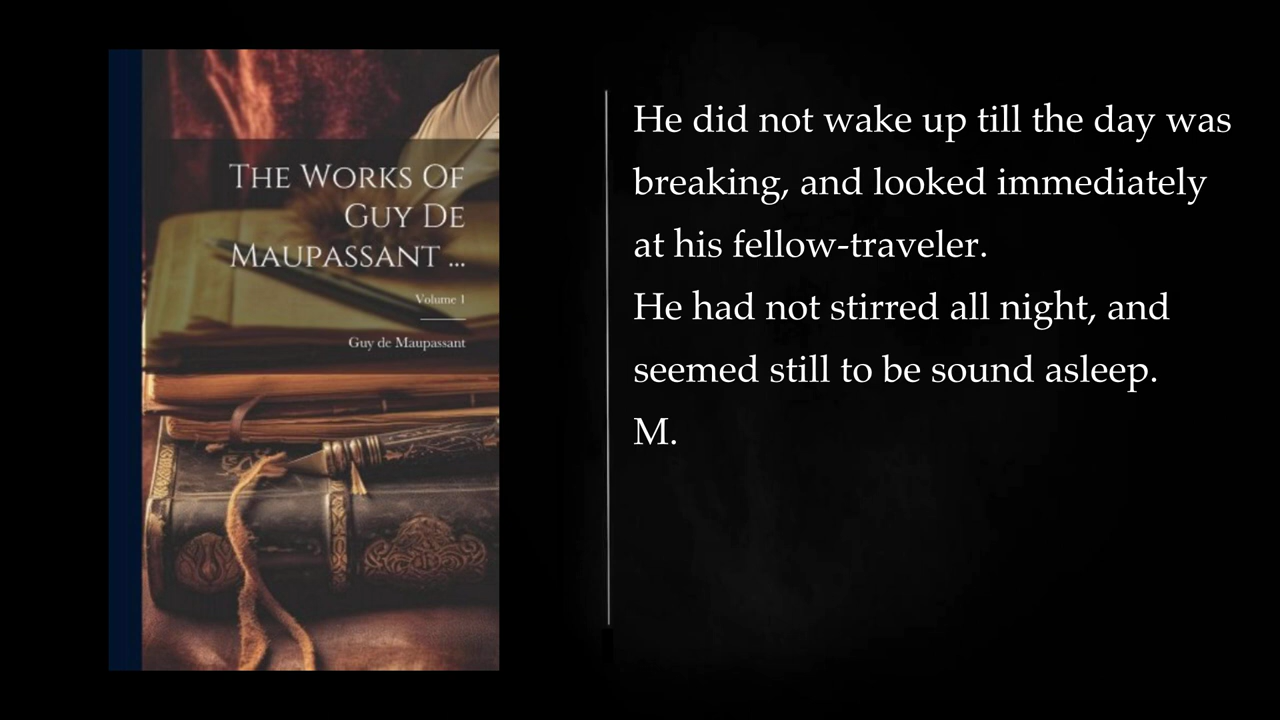 The Works Of
Guy De
Maupassant ...
Volume 1
Guy de Maupassant
He did not wake up till the day was
breaking, and looked immediately
at his fellow-traveler.
He had not stirred all night, and
seemed still to be sound asleep.
M.